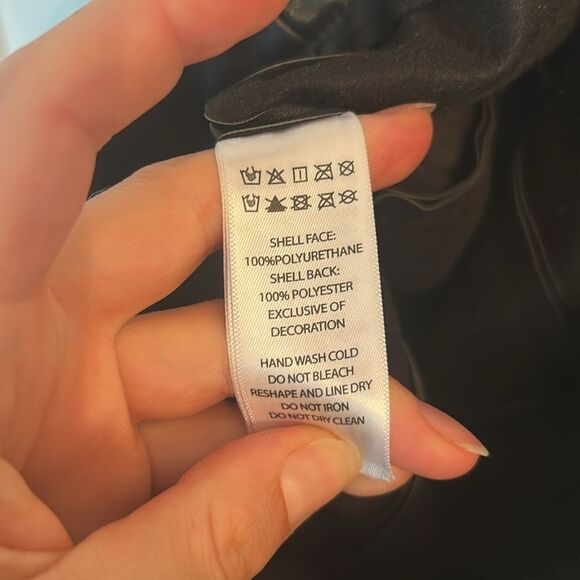 SHELL FACE:
100%POLYURETHANE
SHELL BACK:
100% POLYESTER
EXCLUSIVE OF
DECORATION
HAND WASH COLD
DO NOT BLEACH
RESHAPE AND LINE DRY
DO NOT IRON
DO NOT DRY CLEAN